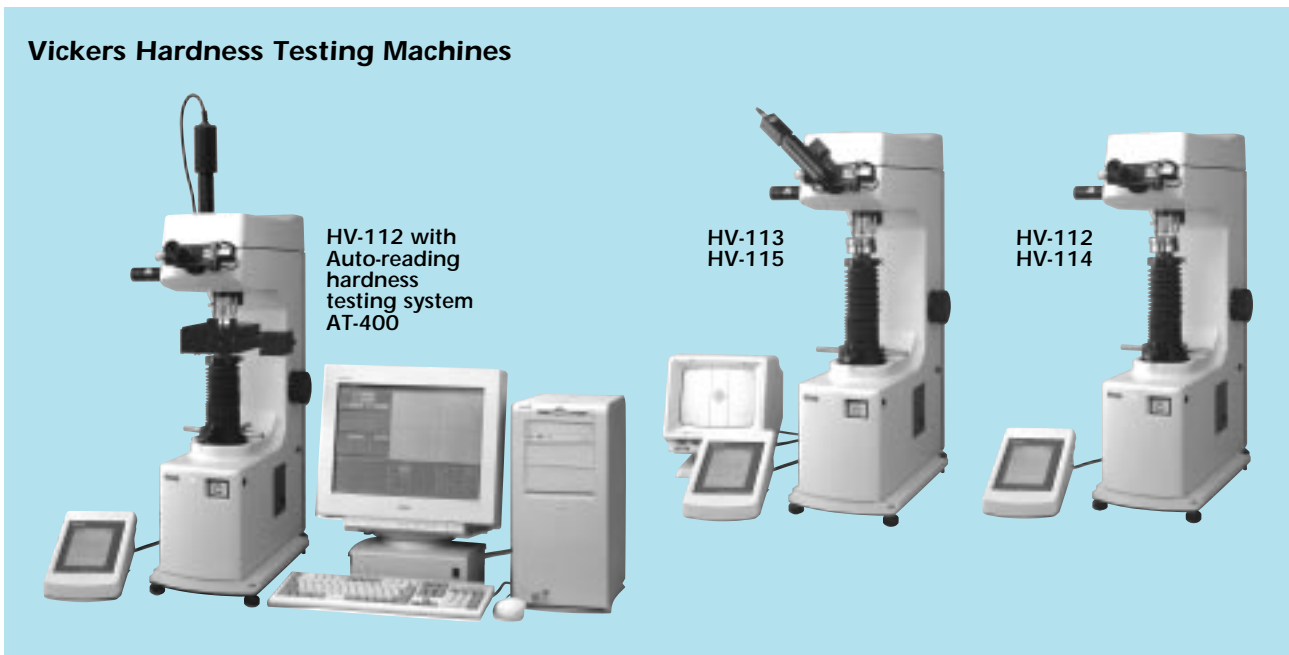 Vickers Hardness Testing Machines
HV-112 with
Auto-reading
hardness
testing system
AT-400
HV-113
HV-115
HV-112
HV-114